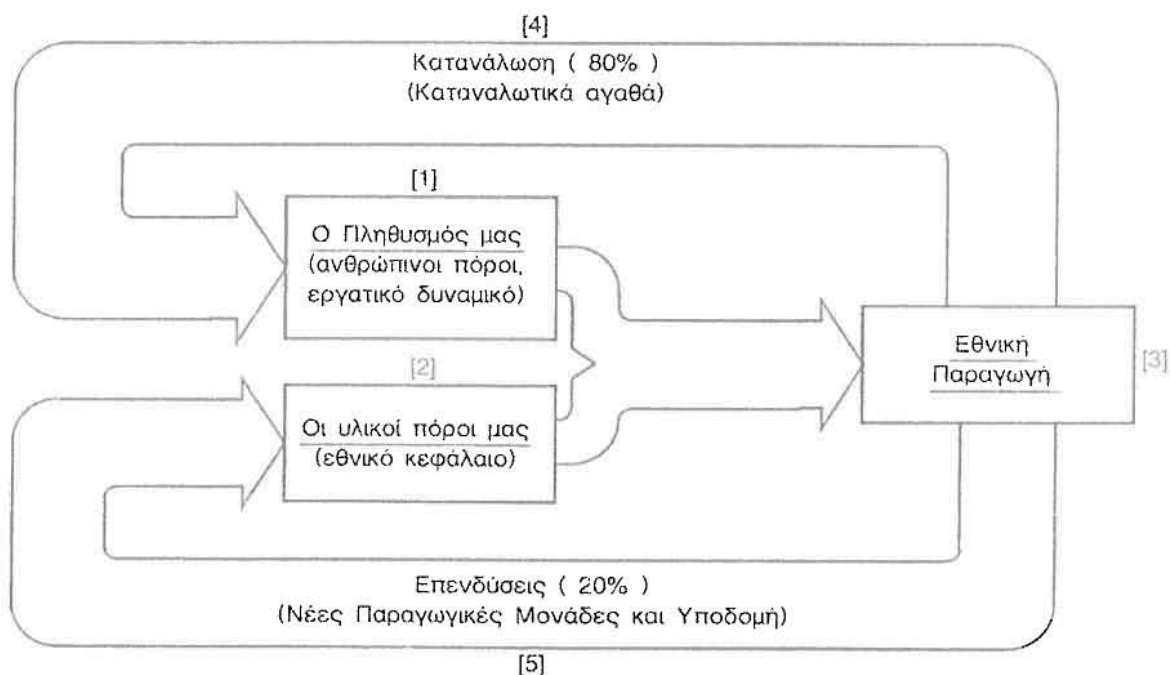 [4]
Κατανάλωση ( 80% )
(Καταναλωτικά αγαθά)
[1]
Ο Πληθυσμός μας
(ανθρώπινοι πόροι,
εργατικό δυναμικό)
[2]
Οι υλικοί πόροι μας
(εθνικό κεφάλαιο)
Εθνική
Παραγωγή
[3]
Επενδύσεις ( 20% )
(Νέες Παραγωγικές Μονάδες και Υποδομή)
[5]